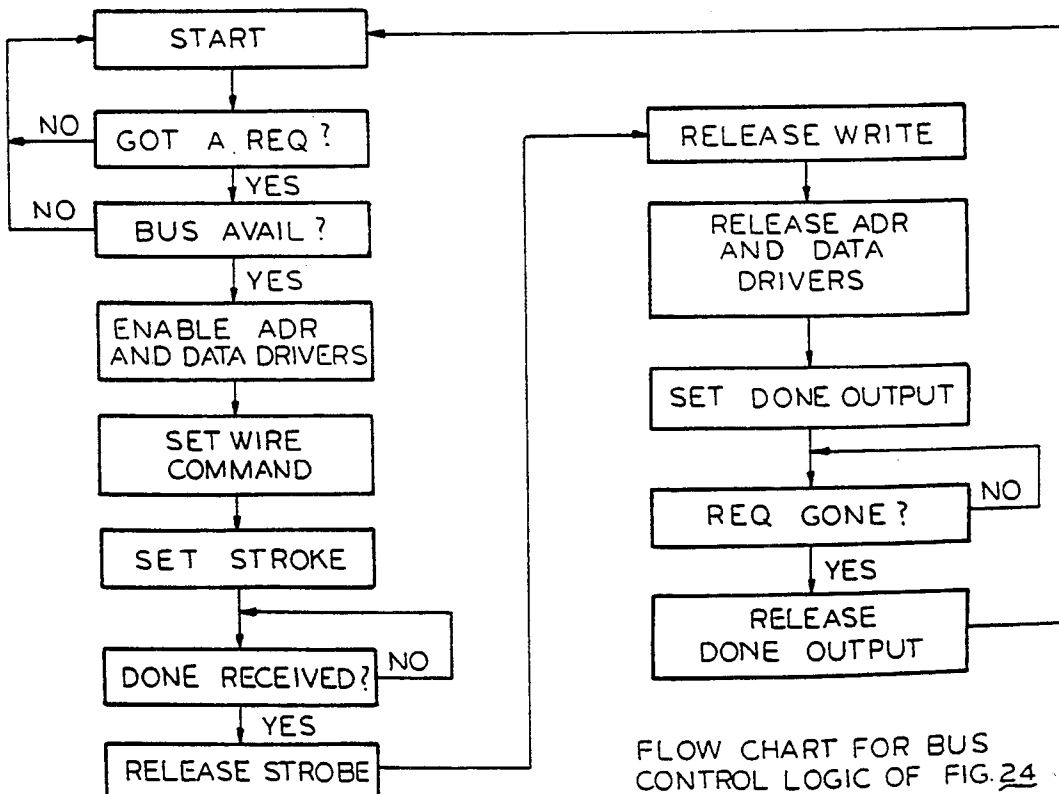 START
GOT A REQ?
NO
YES
BUS AVAIL?
NO
YES
ENABLE ADR
AND DATA DRIVERS
SET WIRE
COMMAND
SET STROKE
DONE RECEIVED?
NO
YES
RELEASE STROBE
RELEASE WRITE
RELEASE ADR
AND DATA
DRIVERS
SET DONE OUTPUT
REQ GONE?
NO
YES
RELEASE
DONE OUTPUT
FLOW CHART FOR BUS
CONTROL LOGIC OF FIG. 24